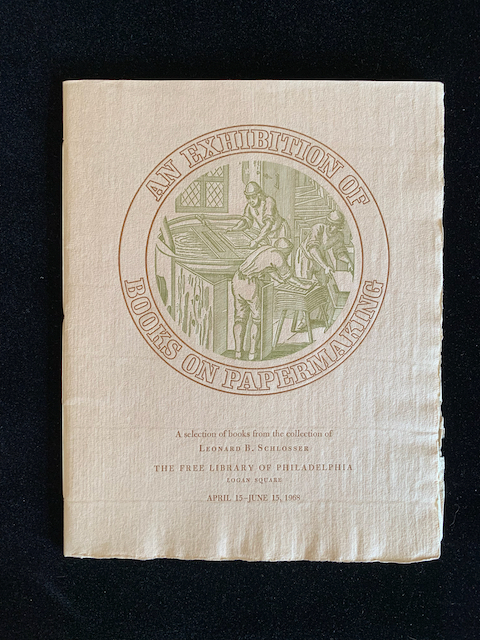 AN EXHIBITION OF
BOOKS ON PAPERMAKING
A selection of books from the collection of
LEONARD B. SCHLOSSER
THE FREE LIBRARY OF PHILADELPHIA
LOGAN SQUARE
APRIL 15–JUNE 15, 1968